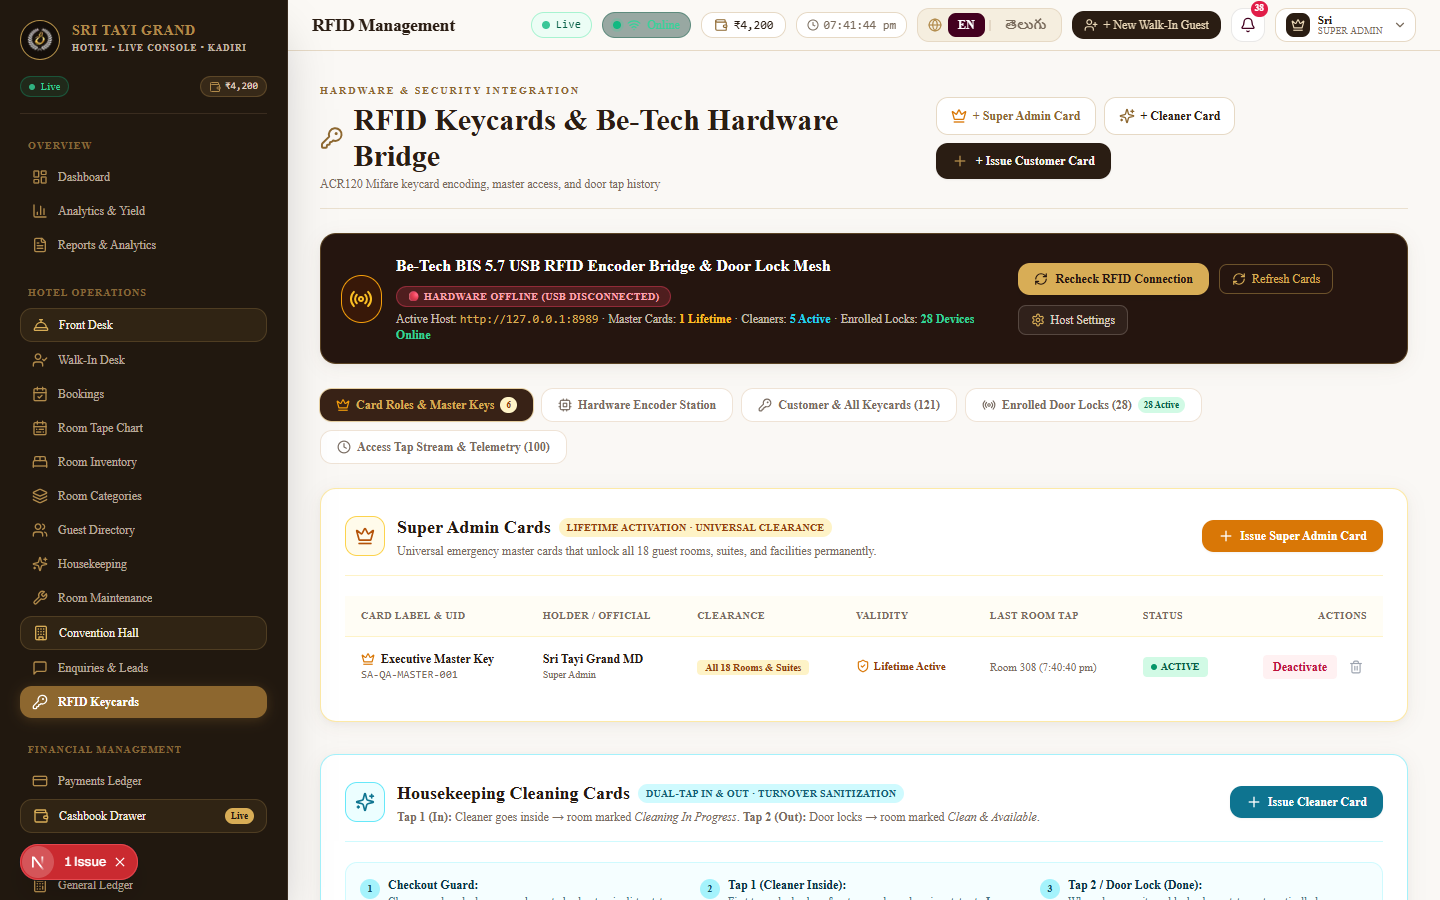 SRI TAYI GRAND
HOTEL • LIVE CONSOLE • KADIRI
Live
₹4,200
OVERVIEW
Dashboard
Analytics & Yield
Reports & Analytics
HOTEL OPERATIONS
Front Desk
Walk-In Desk
Bookings
Room Tape Chart
Room Inventory
Room Categories
Guest Directory
Housekeeping
Room Maintenance
Convention Hall
Enquiries & Leads
RFID Keycards
FINANCIAL MANAGEMENT
Payments Ledger
Cashbook Drawer
Live
N
1 Issue
General Ledger
RFID Management
Live
Online
₹4,200
07:41:44 pm
EN
తెలుగు
+ New Walk-In Guest
38
Sri
SUPER ADMIN
HARDWARE & SECURITY INTEGRATION
RFID Keycards & Be-Tech Hardware
Bridge
ACR120 Mifare keycard encoding, master access, and door tap history
+ Super Admin Card
+ Cleaner Card
+ Issue Customer Card
Be-Tech BIS 5.7 USB RFID Encoder Bridge & Door Lock Mesh
HARDWARE OFFLINE (USB DISCONNECTED)
Active Host: http://127.0.0.1:8989 · Master Cards: 1 Lifetime · Cleaners: 5 Active · Enrolled Locks: 28 Devices
Online
Recheck RFID Connection
Refresh Cards
Host Settings
Card Roles & Master Keys 6
Hardware Encoder Station
Customer & All Keycards (121)
Enrolled Door Locks (28) 28 Active
Access Tap Stream & Telemetry (100)
Super Admin Cards
LIFETIME ACTIVATION · UNIVERSAL CLEARANCE
Universal emergency master cards that unlock all 18 guest rooms, suites, and facilities permanently.
Issue Super Admin Card
CARD LABEL & UID
HOLDER / OFFICIAL
CLEARANCE
VALIDITY
LAST ROOM TAP
STATUS
ACTIONS
Executive Master Key
SA-QA-MASTER-001
Sri Tayi Grand MD
Super Admin
All 18 Rooms & Suites
Lifetime Active
Room 308 (7:40:40 pm)
ACTIVE
Deactivate
Housekeeping Cleaning Cards
DUAL-TAP IN & OUT · TURNOVER SANITIZATION
Tap 1 (In): Cleaner goes inside → room marked Cleaning In Progress. Tap 2 (Out): Door locks → room marked Clean & Available.
Issue Cleaner Card
1 Checkout Guard:
2 Tap 1 (Cleaner Inside):
3 Tap 2 / Door Lock (Done):